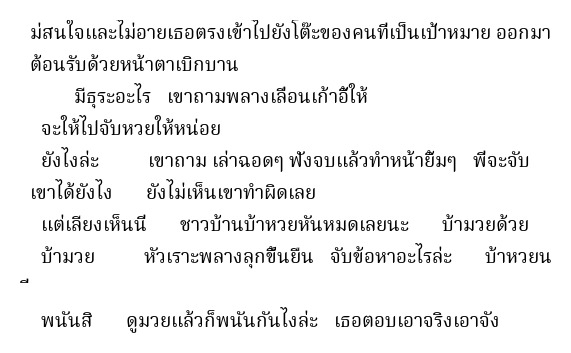 ม่สนใจและไม่อายเธอตรงเข้าไปยังโต๊ะของคนที่เป็นเป้าหมาย ออกมา
ต้อนรับด้วยหน้าตาเบิกบาน
มีธุระอะไร เขาถามพลางเลื่อนเก้าอี้ให้
จะให้ไปจับหวยให้หน่อย
ยังไงล่ะ เขาถาม เล่าฉอดๆ ฟังจบแล้วทำหน้ายิ้มๆ พี่จะจับ
เขาได้ยังไง ยังไม่เห็นเขาทำผิดเลย
แต่เลียงเห็นนี่ ชาวบ้านบ้าหวยหันหมดเลยนะ บ้ามวยด้วย
บ้ามวย หัวเราะพลางลุกขึ้นยืน จับข้อหาอะไรล่ะ บ้าหวยน
ี่
พนันสิ ดูมวยแล้วก็พนันกันไงล่ะ เธอตอบเอาจริงเอาจัง